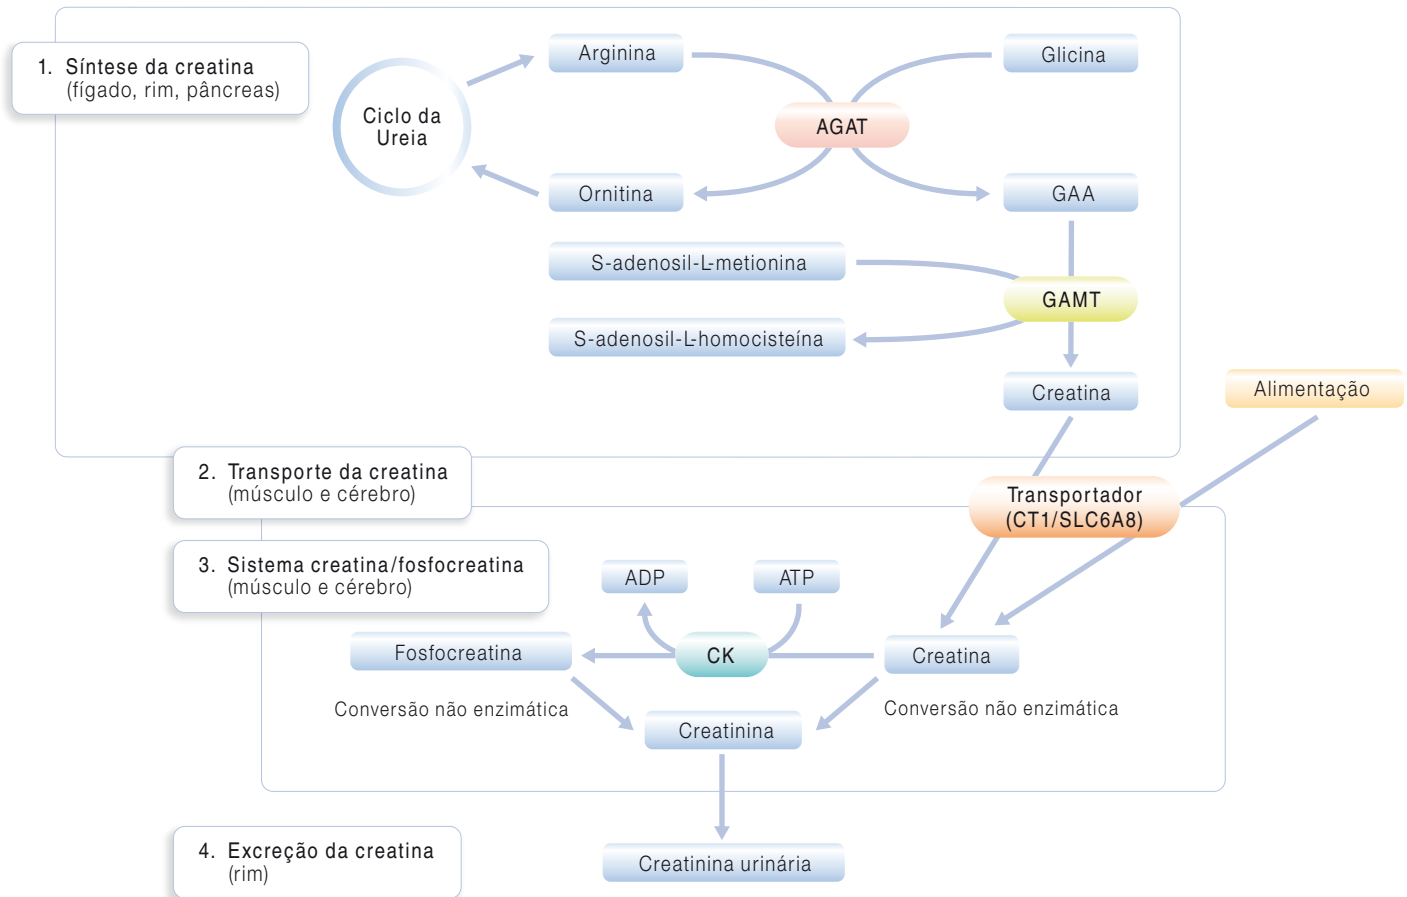 1. Síntese da creatina
(fígado, rim, pâncreas)
Ciclo da
Ureia
Arginina
Glicina
AGAT
Ornitina
GAA
S-adenosil-L-metionina
GAMT
S-adenosil-L-homocisteína
Creatina
Alimentação
2. Transporte da creatina
(músculo e cérebro)
Transportador
(CT1/SLC6A8)
3. Sistema creatina/fosfocreatina
(músculo e cérebro)
ADP
ATP
Fosfocreatina
CK
Creatina
Conversão não enzimática
Conversão não enzimática
Creatinina
4. Excreção da creatina
(rim)
Creatinina urinária